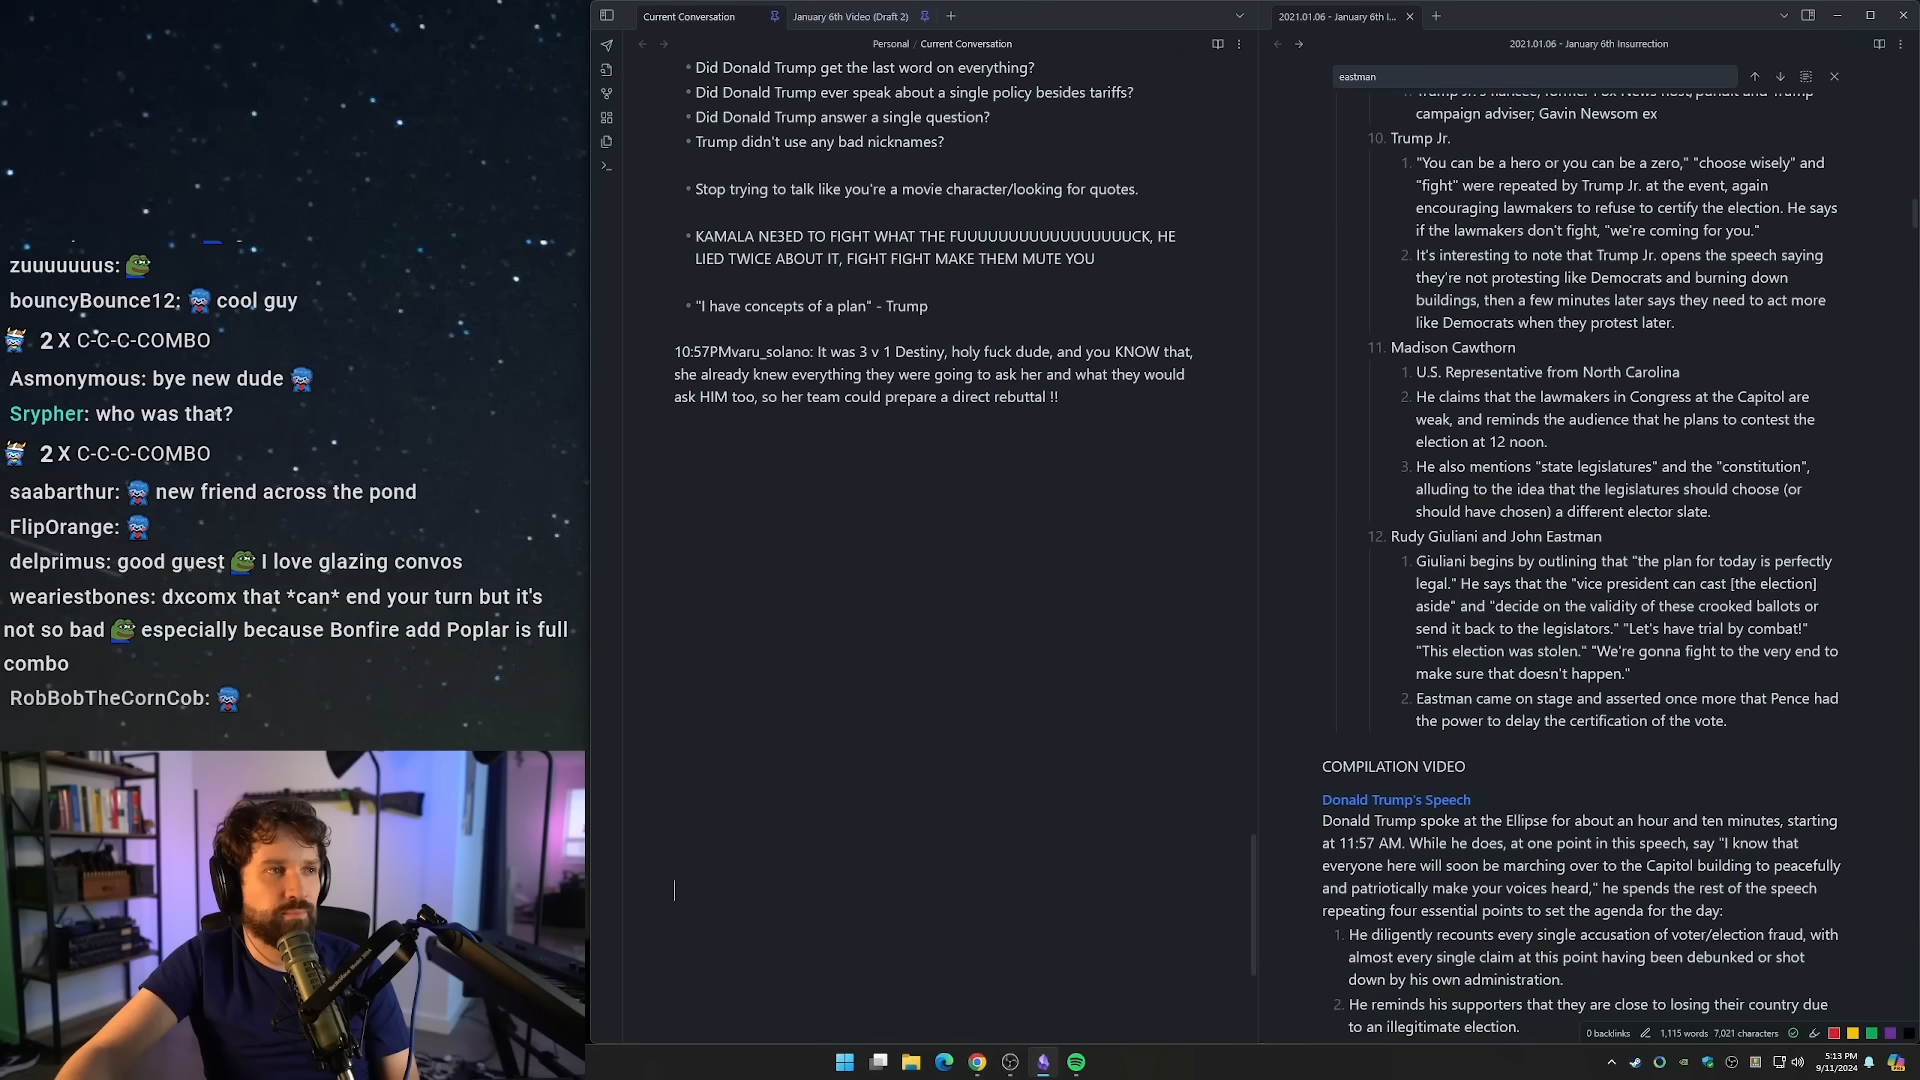 Current Conversation
January 6th Video (Draft 2)
2021.01.06 - January 6th I...
Personal / Current Conversation
2021.01.06 - January 6th Insurrection
Did Donald Trump get the last word on everything?
Did Donald Trump ever speak about a single policy besides tariffs?
Did Donald Trump answer a single question?
Trump didn't use any bad nicknames?
Stop trying to talk like you're a movie character/looking for quotes.
KAMALA NE3ED TO FIGHT WHAT THE FUUUUUUUUUUUUUUUUUCK, HE
LIED TWICE ABOUT IT, FIGHT FIGHT MAKE THEM MUTE YOU
"I have concepts of a plan" - Trump
10:57PMvaru_solano: It was 3 v 1 Destiny, holy fuck dude, and you KNOW that,
she already knew everything they were going to ask her and what they would
ask HIM too, so her team could prepare a direct rebuttal !!
eastman
campaign adviser; Gavin Newsom ex
10. Trump Jr.
1. "You can be a hero or you can be a zero," "choose wisely" and
"fight" were repeated by Trump Jr. at the event, again
encouraging lawmakers to refuse to certify the election. He says
if the lawmakers don't fight, "we're coming for you."
2. It's interesting to note that Trump Jr. opens the speech saying
they're not protesting like Democrats and burning down
buildings, then a few minutes later says they need to act more
like Democrats when they protest later.
11. Madison Cawthorn
1. U.S. Representative from North Carolina
2. He claims that the lawmakers in Congress at the Capitol are
weak, and reminds the audience that he plans to contest the
election at 12 noon.
3. He also mentions "state legislatures" and the "constitution",
alluding to the idea that the legislatures should choose (or
should have chosen) a different elector slate.
12. Rudy Giuliani and John Eastman
1. Giuliani begins by outlining that "the plan for today is perfectly
legal." He says that the "vice president can cast [the election]
aside" and "decide on the validity of these crooked ballots or
send it back to the legislators." "Let's have trial by combat!"
"This election was stolen." "We're gonna fight to the very end to
make sure that doesn't happen."
2. Eastman came on stage and asserted once more that Pence had
the power to delay the certification of the vote.
COMPILATION VIDEO
Donald Trump's Speech
Donald Trump spoke at the Ellipse for about an hour and ten minutes, starting
at 11:57 AM. While he does, at one point in this speech, say "I know that
everyone here will soon be marching over to the Capitol building to peacefully
and patriotically make your voices heard," he spends the rest of the speech
repeating four essential points to set the agenda for the day:
1. He diligently recounts every single accusation of voter/election fraud, with
almost every single claim at this point having been debunked or shot
down by his own administration.
2. He reminds his supporters that they are close to losing their country due
to an illegitimate election.
0 backlinks
1,115 words 7,021 characters
zuuuuuuus:
bouncyBounce12: cool guy
2 X C-C-C-COMBO
Asmonymous: bye new dude
Srypher: who was that?
2 X C-C-C-COMBO
saabarthur: new friend across the pond
FlipOrange:
delprimus: good guest I love glazing convos
weariestbones: dxcomx that *can* end your turn but it's
not so bad especially because Bonfire add Poplar is full
combo
RobBobTheCornCob:
5:13 PM
9/11/2024